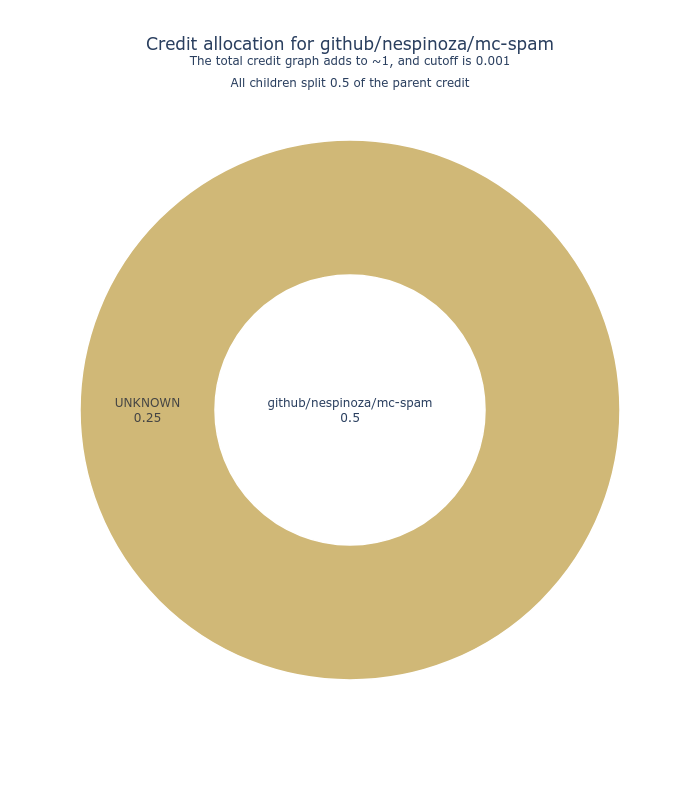 Credit allocation for github/nespinoza/mc-spam
The total credit graph adds to ~1, and cutoff is 0.001
All children split 0.5 of the parent credit
UNKNOWN
0.25
github/nespinoza/mc-spam
0.5